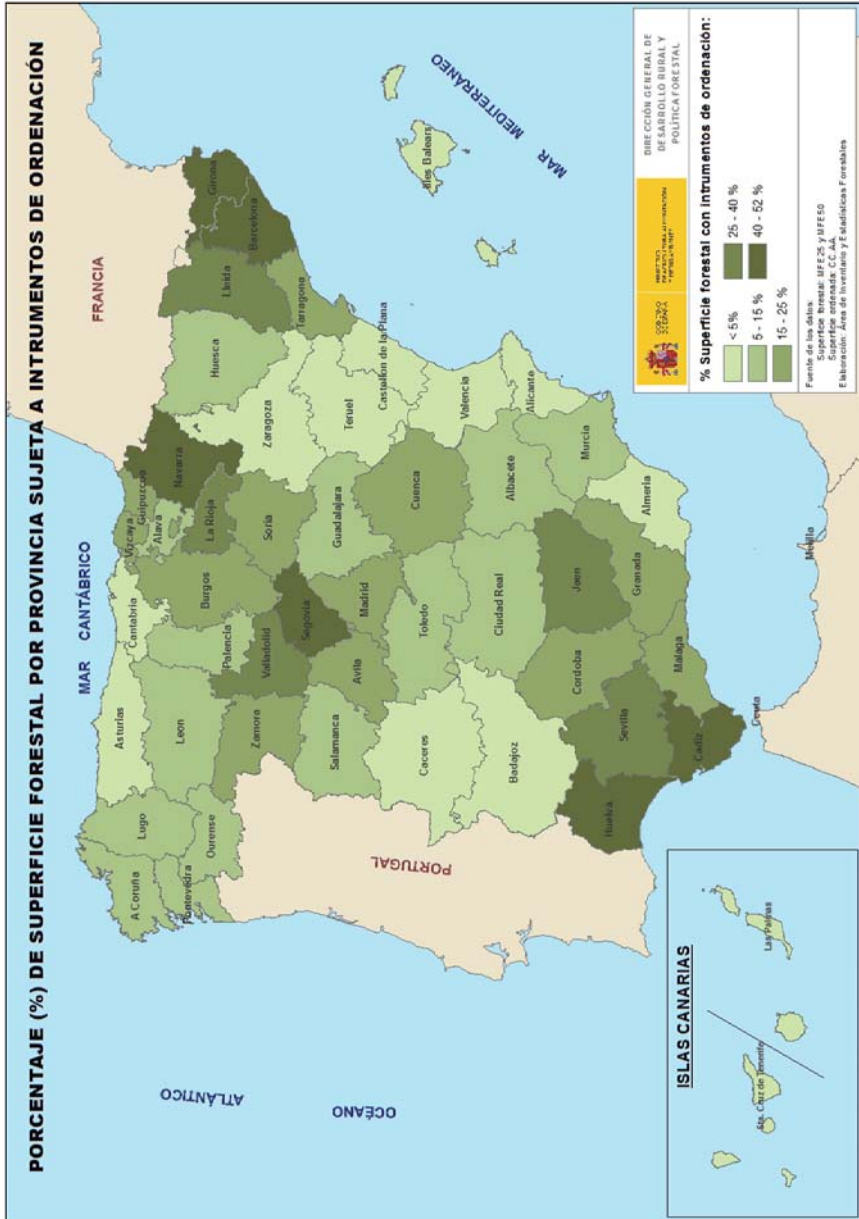 PORCENTAJE (%) DE SUPERFICIE FORESTAL POR PROVINCIA SUJETA A INTRUMENTOS DE ORDENACIÓN
MAR CANTÁBRICO
FRANCIA
OCÉANO
ATLÁNTICO
PORTUGAL
MAR MEDITERRÁNEO
A Coruña
Lugo
Pontevedra
Ourense
Asturias
Cantabria
Vizcaya
Guipuzcoa
Alava
Navarra
La Rioja
Leon
Palencia
Burgos
Zamora
Valladolid
Soria
Segovia
Salamanca
Avila
Madrid
Guadalajara
Huesca
Zaragoza
Teruel
Lleida
Girona
Barcelona
Tarragona
Castellon de la Plana
Valencia
Alicante
Illes Balears
Caceres
Badajoz
Toledo
Ciudad Real
Cuenca
Albacete
Murcia
Huelva
Sevilla
Cordoba
Jaen
Granada
Almeria
Malaga
Cadiz
Ceuta
Melilla
ISLAS CANARIAS
Sta. Cruz de Tenerife
Las Palmas
GOBIERNO
DE ESPAÑA
DIRECCIÓN GENERAL DE
DESARROLLO RURAL Y
POLÍTICA FORESTAL
% Superficie forestal con intrumentos de ordenación:
< 5%
5 - 15 %
15 - 25 %
25 - 40 %
40 - 52 %
Fuente de los datos:
Superficie forestal: MFE25 y MFE50
Superficie ordenada: CC.AA.
Elaboración: Área de Inventario y Estadísticas Forestales